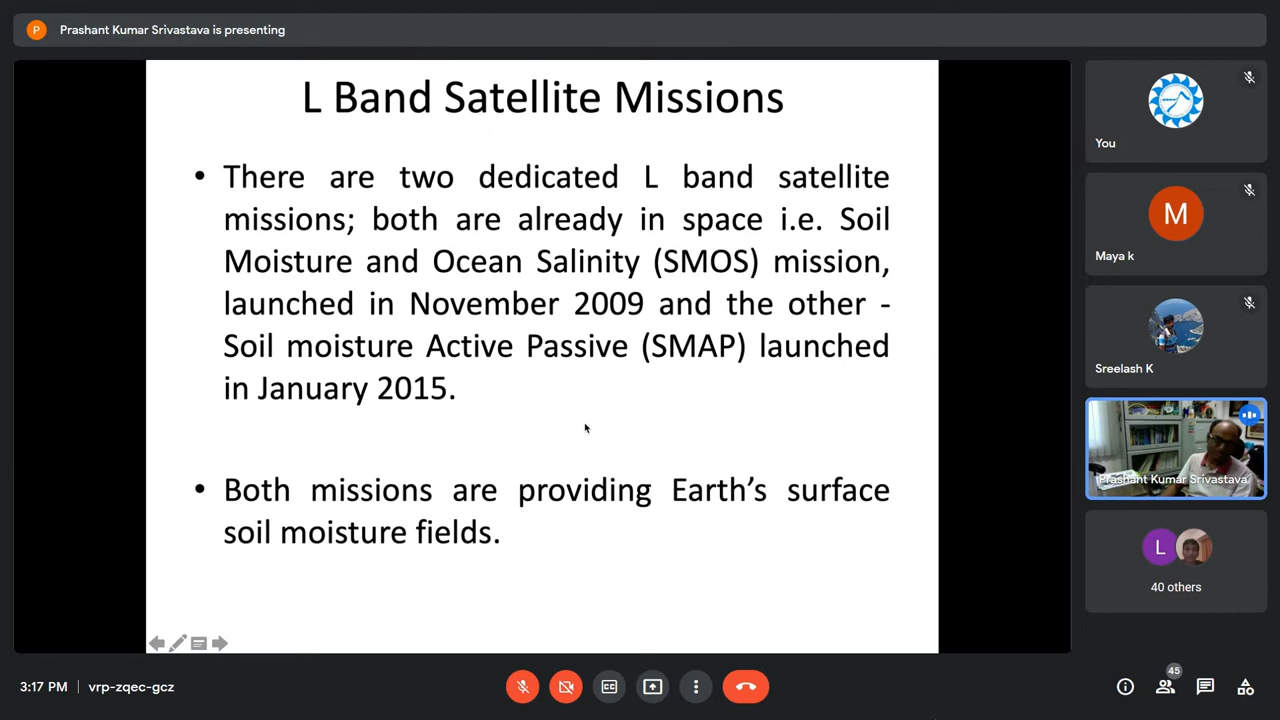 P Prashant Kumar Srivastava is presenting
L Band Satellite Missions
• There are two dedicated L band satellite
missions; both are already in space i.e. Soil
Moisture and Ocean Salinity (SMOS) mission,
launched in November 2009 and the other -
Soil moisture Active Passive (SMAP) launched
in January 2015.
• Both missions are providing Earth's surface
soil moisture fields.
You
M
Maya k
Sreelash K
Prashant Kumar Srivastava
L
40 others
3:17 PM | vrp-zqec-gcz
CC
45